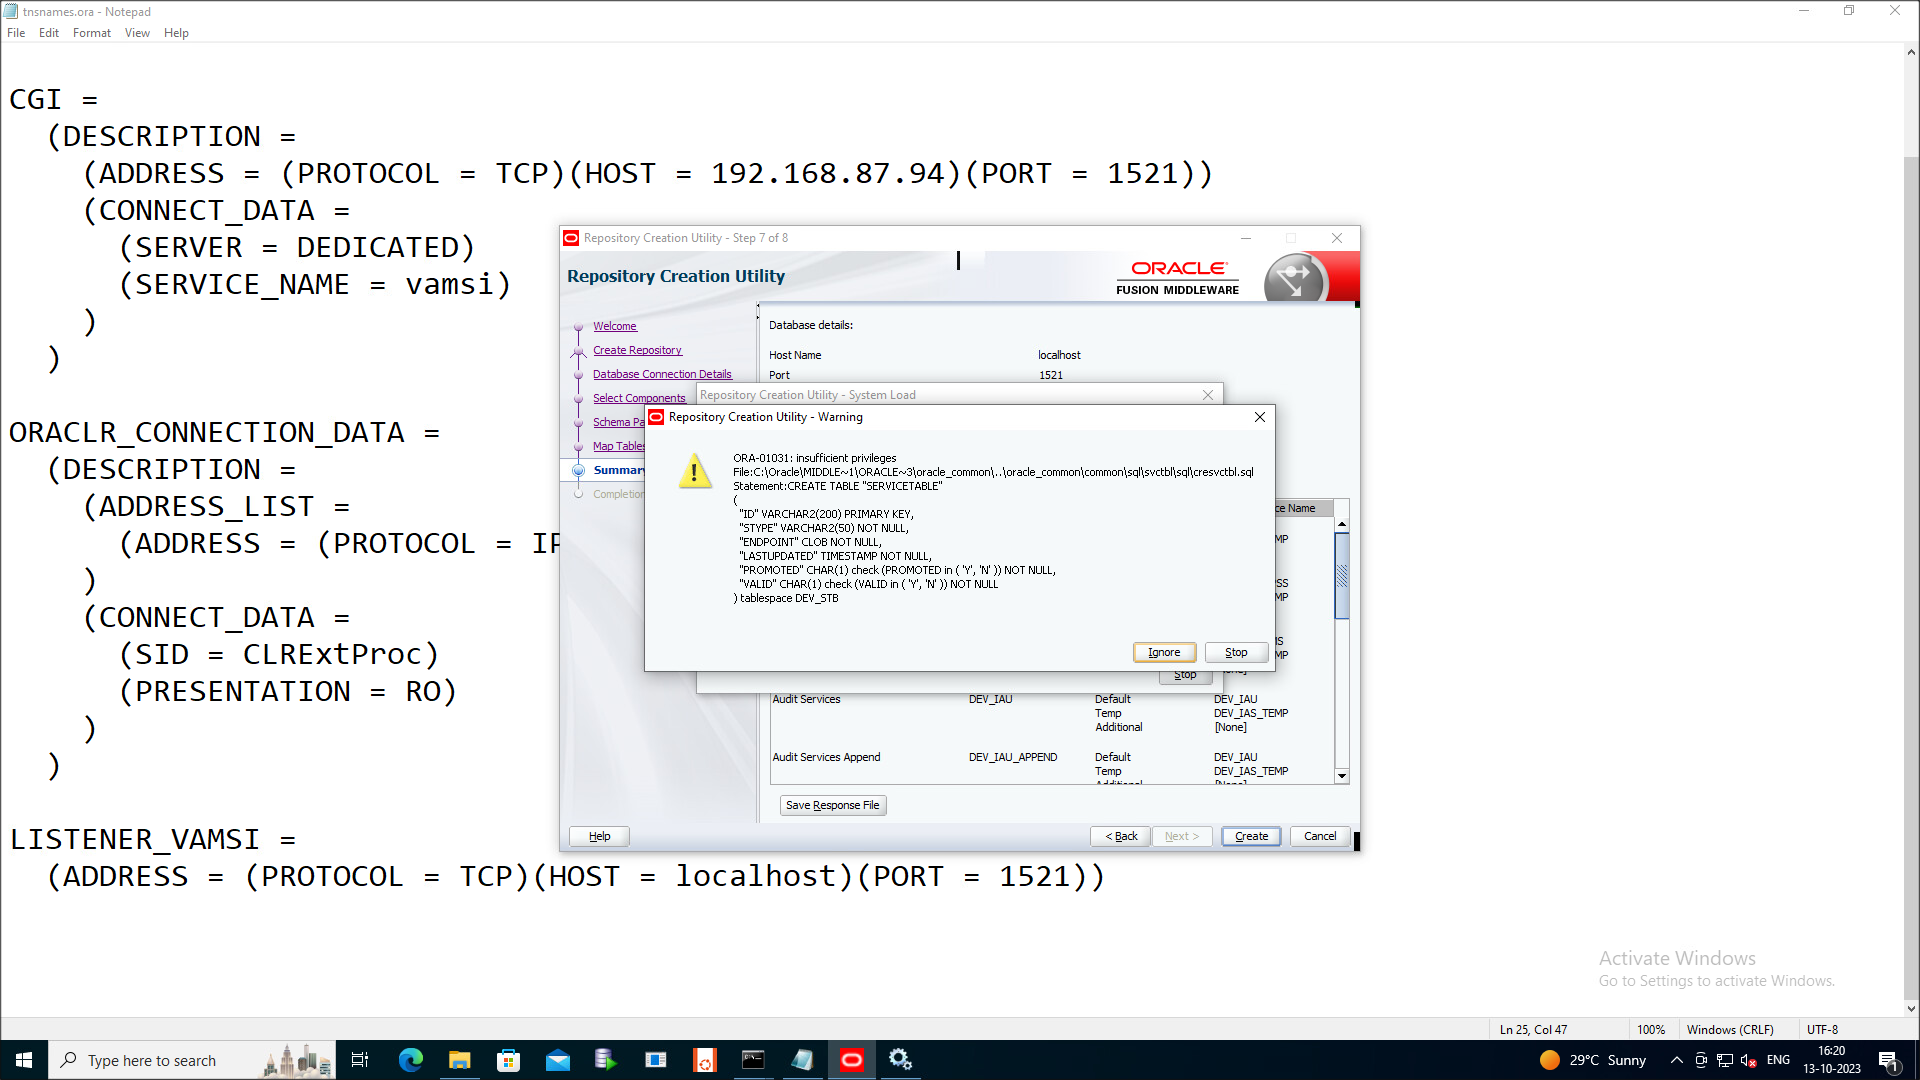 tnsnames.ora - Notepad
File Edit Format View Help
CGI =
(DESCRIPTION =
(ADDRESS = (PROTOCOL = TCP)(HOST = 192.168.87.94)(PORT = 1521))
(CONNECT_DATA =
(SERVER = DEDICATED)
(SERVICE_NAME = vamsi)
)
)
ORACLR_CONNECTION_DATA =
(DESCRIPTION =
(ADDRESS_LIST =
(ADDRESS = (PROTOCOL = IP
)
(CONNECT_DATA =
(SID = CLRExtProc)
(PRESENTATION = RO)
)
)
LISTENER_VAMSI =
(ADDRESS = (PROTOCOL = TCP)(HOST = localhost)(PORT = 1521))
Repository Creation Utility - Step 7 of 8
Repository Creation Utility
ORACLE
FUSION MIDDLEWARE
Welcome
Create Repository
Database Connection Details
Select Components
Schema Pa
Map Tables
Summary
Completion
Database details:
Host Name localhost
Port 1521
Repository Creation Utility - System Load
Repository Creation Utility - Warning
ORA-01031: insufficient privileges
File:C:\Oracle\MIDDLE~1\ORACLE~3\oracle_common\..\oracle_common\common\sql\svctbl\sql\cresvctbl.sql
Statement:CREATE TABLE "SERVICETABLE"
(
"ID" VARCHAR2(200) PRIMARY KEY,
"STYPE" VARCHAR2(50) NOT NULL,
"ENDPOINT" CLOB NOT NULL,
"LASTUPDATED" TIMESTAMP NOT NULL,
"PROMOTED" CHAR(1) check (PROMOTED in ( 'Y', 'N' )) NOT NULL,
"VALID" CHAR(1) check (VALID in ( 'Y', 'N' )) NOT NULL
) tablespace DEV_STB
Ignore Stop
Stop
ce Name
MP
SS
MP
MS
MP
Audit Services DEV_IAU Default DEV_IAU
Temp DEV_IAS_TEMP
Additional [None]
Audit Services Append DEV_IAU_APPEND Default DEV_IAU
Temp DEV_IAS_TEMP
Save Response File
Help < Back Next > Create Cancel
Activate Windows
Go to Settings to activate Windows.
Ln 25, Col 47 100% Windows (CRLF) UTF-8
Type here to search
29°C Sunny ENG
16:20
13-10-2023
1